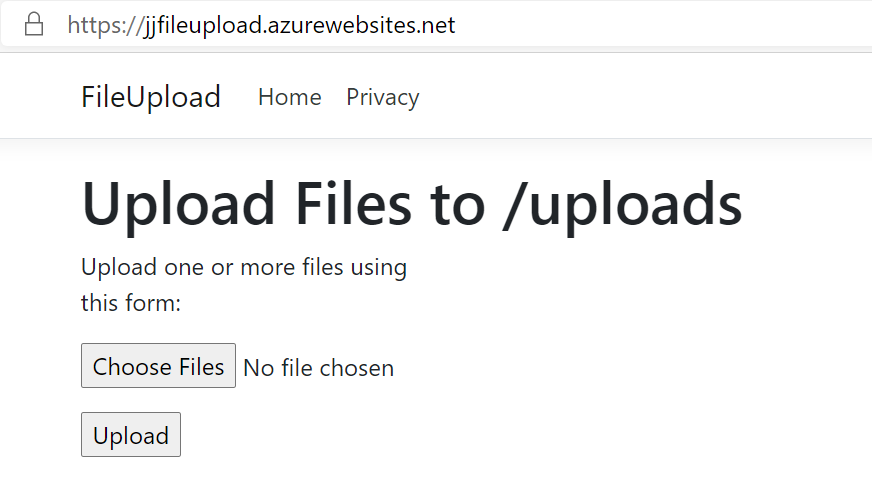 https://jjfileupload.azurewebsites.net
FileUpload Home Privacy
Upload Files to /uploads
Upload one or more files using
this form:
Choose Files No file chosen
Upload